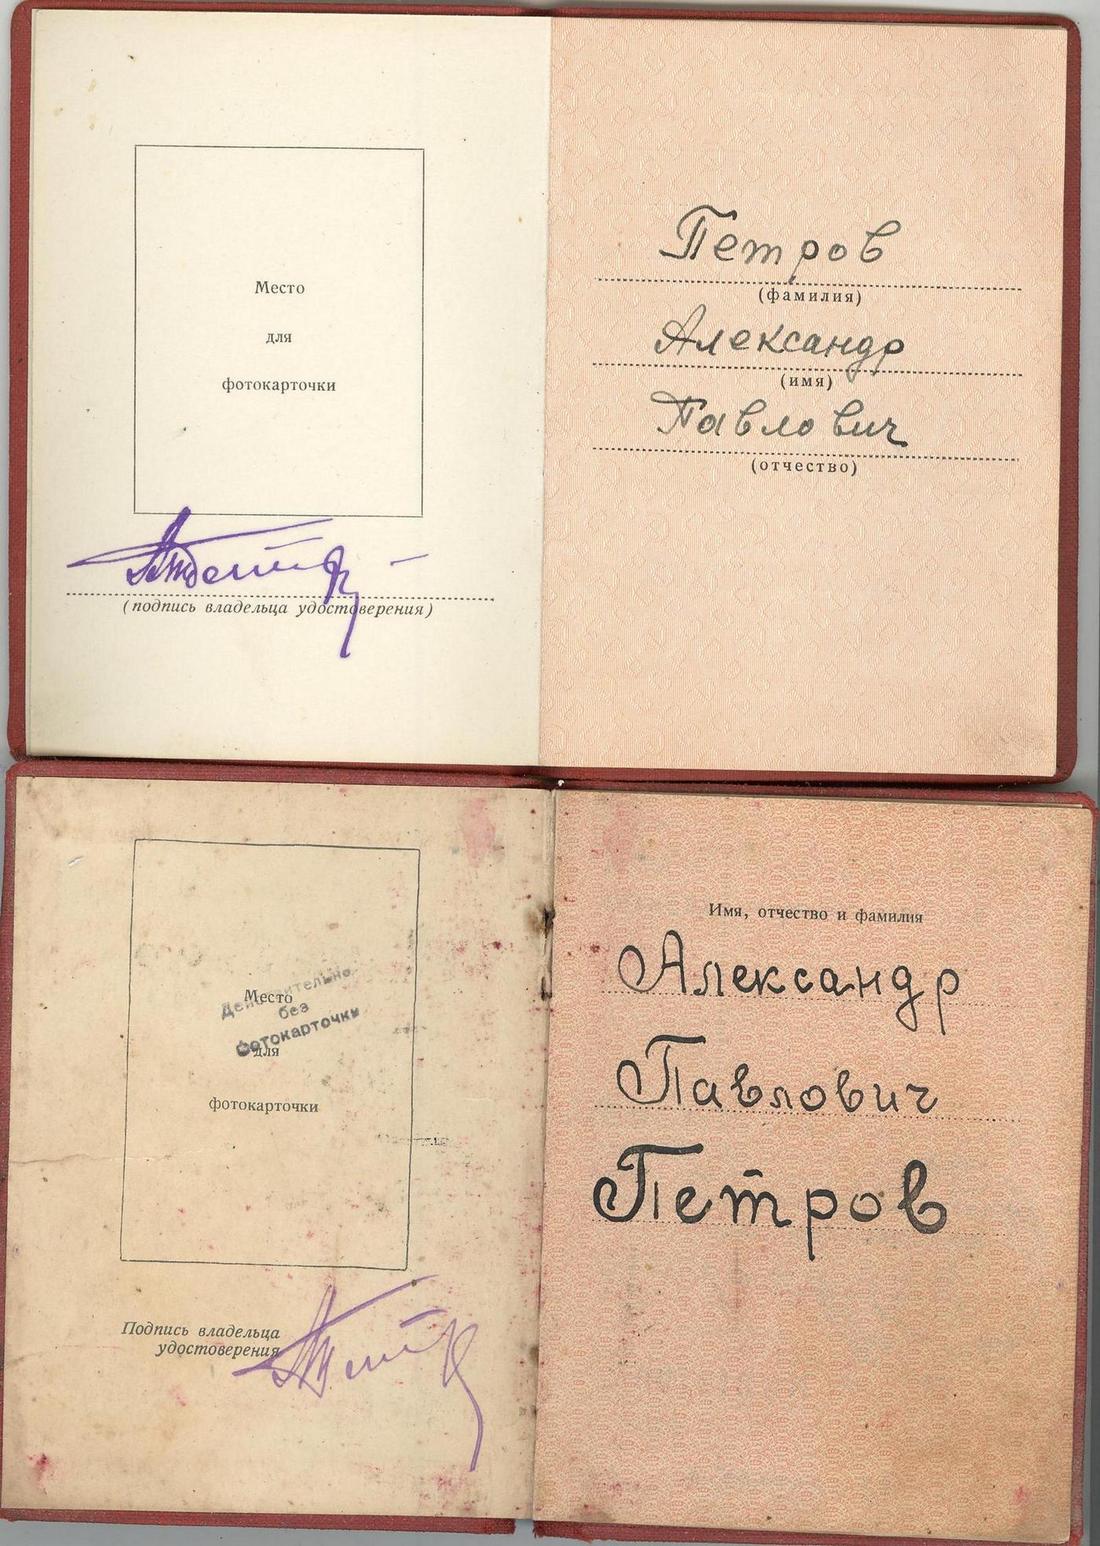 Место
для
фотокарточки
(подпись владельца удостоверения)
Петров
(фамилия)
Александр
(имя)
Павлович
(отчество)
Место
для
фотокарточки
Действительно
без
фотокарточки
Подпись владельца
удостоверения
Имя, отчество и фамилия
Александр
Павлович
Петров